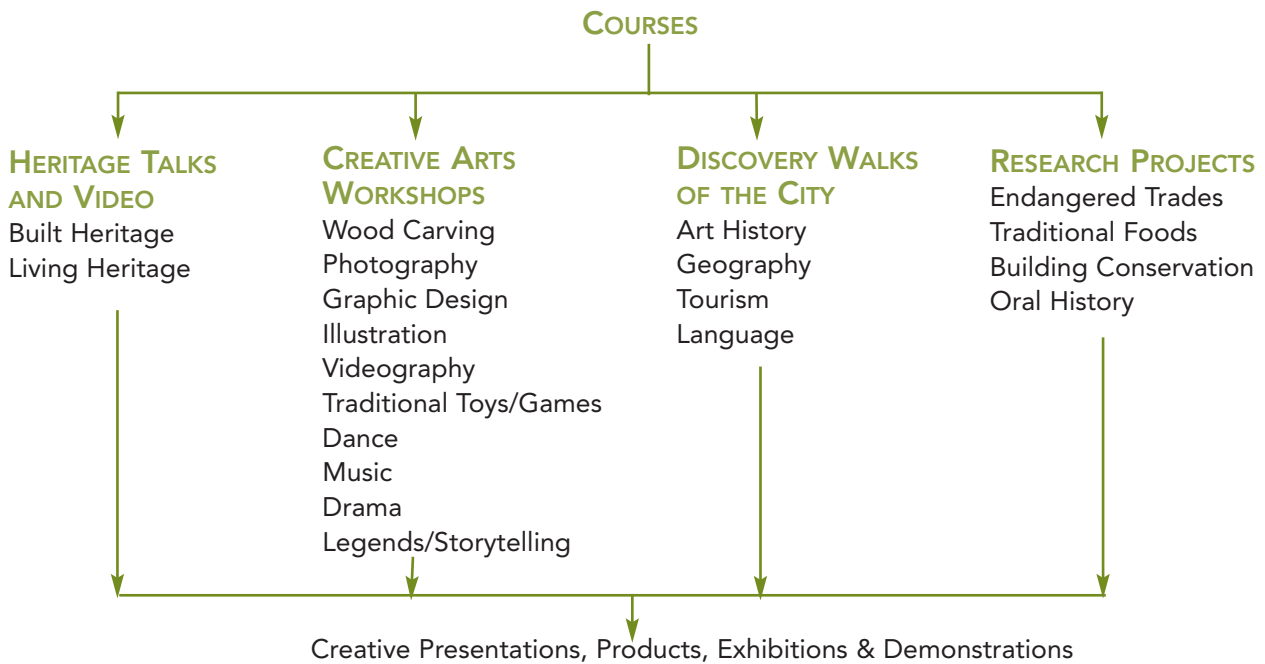 COURSES
HERITAGE TALKS
AND VIDEO
Built Heritage
Living Heritage
CREATIVE ARTS
WORKSHOPS
Wood Carving
Photography
Graphic Design
Illustration
Videography
Traditional Toys/Games
Dance
Music
Drama
Legends/Storytelling
DISCOVERY WALKS
OF THE CITY
Art History
Geography
Tourism
Language
RESEARCH PROJECTS
Endangered Trades
Traditional Foods
Building Conservation
Oral History
Creative Presentations, Products, Exhibitions & Demonstrations